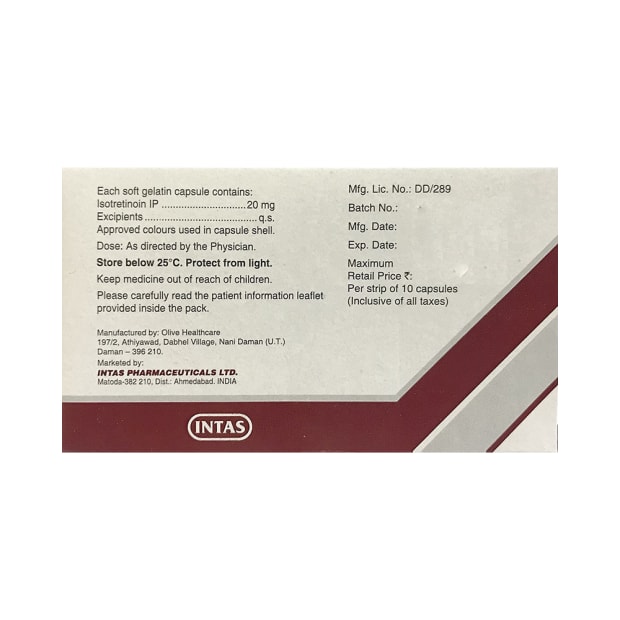 Each soft gelatin capsule contains:
Isotretinoin IP ............................20 mg
Excipients......................................q.s.
Approved colours used in capsule shell.
Dose: As directed by the Physician.
Store below 25°C. Protect from light.
Keep medicine out of reach of children.
Please carefully read the patient information leaflet
provided inside the pack.
Manufactured by: Olive Healthcare
197/2, Athiyawad, Dabhel Village, Nani Daman (U.T.)
Daman – 396 210.
Marketed by:
INTAS PHARMACEUTICALS LTD.
Matoda-382 210, Dist.: Ahmedabad. INDIA
Mfg. Lic. No.: DD/289
Batch No.:
Mfg. Date:
Exp. Date:
Maximum
Retail Price ₹:
Per strip of 10 capsules
(Inclusive of all taxes)
INTAS